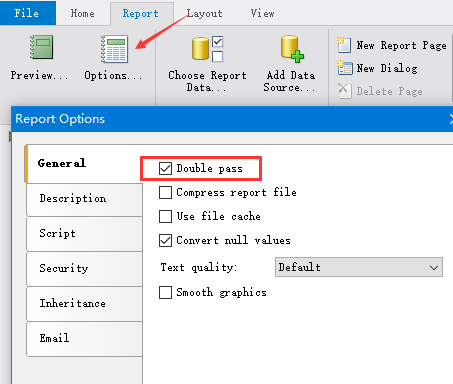 File Home Report Layout View
Preview... Options... Choose Report Data... Add Data Source... New Report Page
New Dialog
Delete Page
Report Options
General
Description
Script
Security
Inheritance
Email
Double pass
Compress report file
Use file cache
Convert null values
Text quality: Default
Smooth graphics